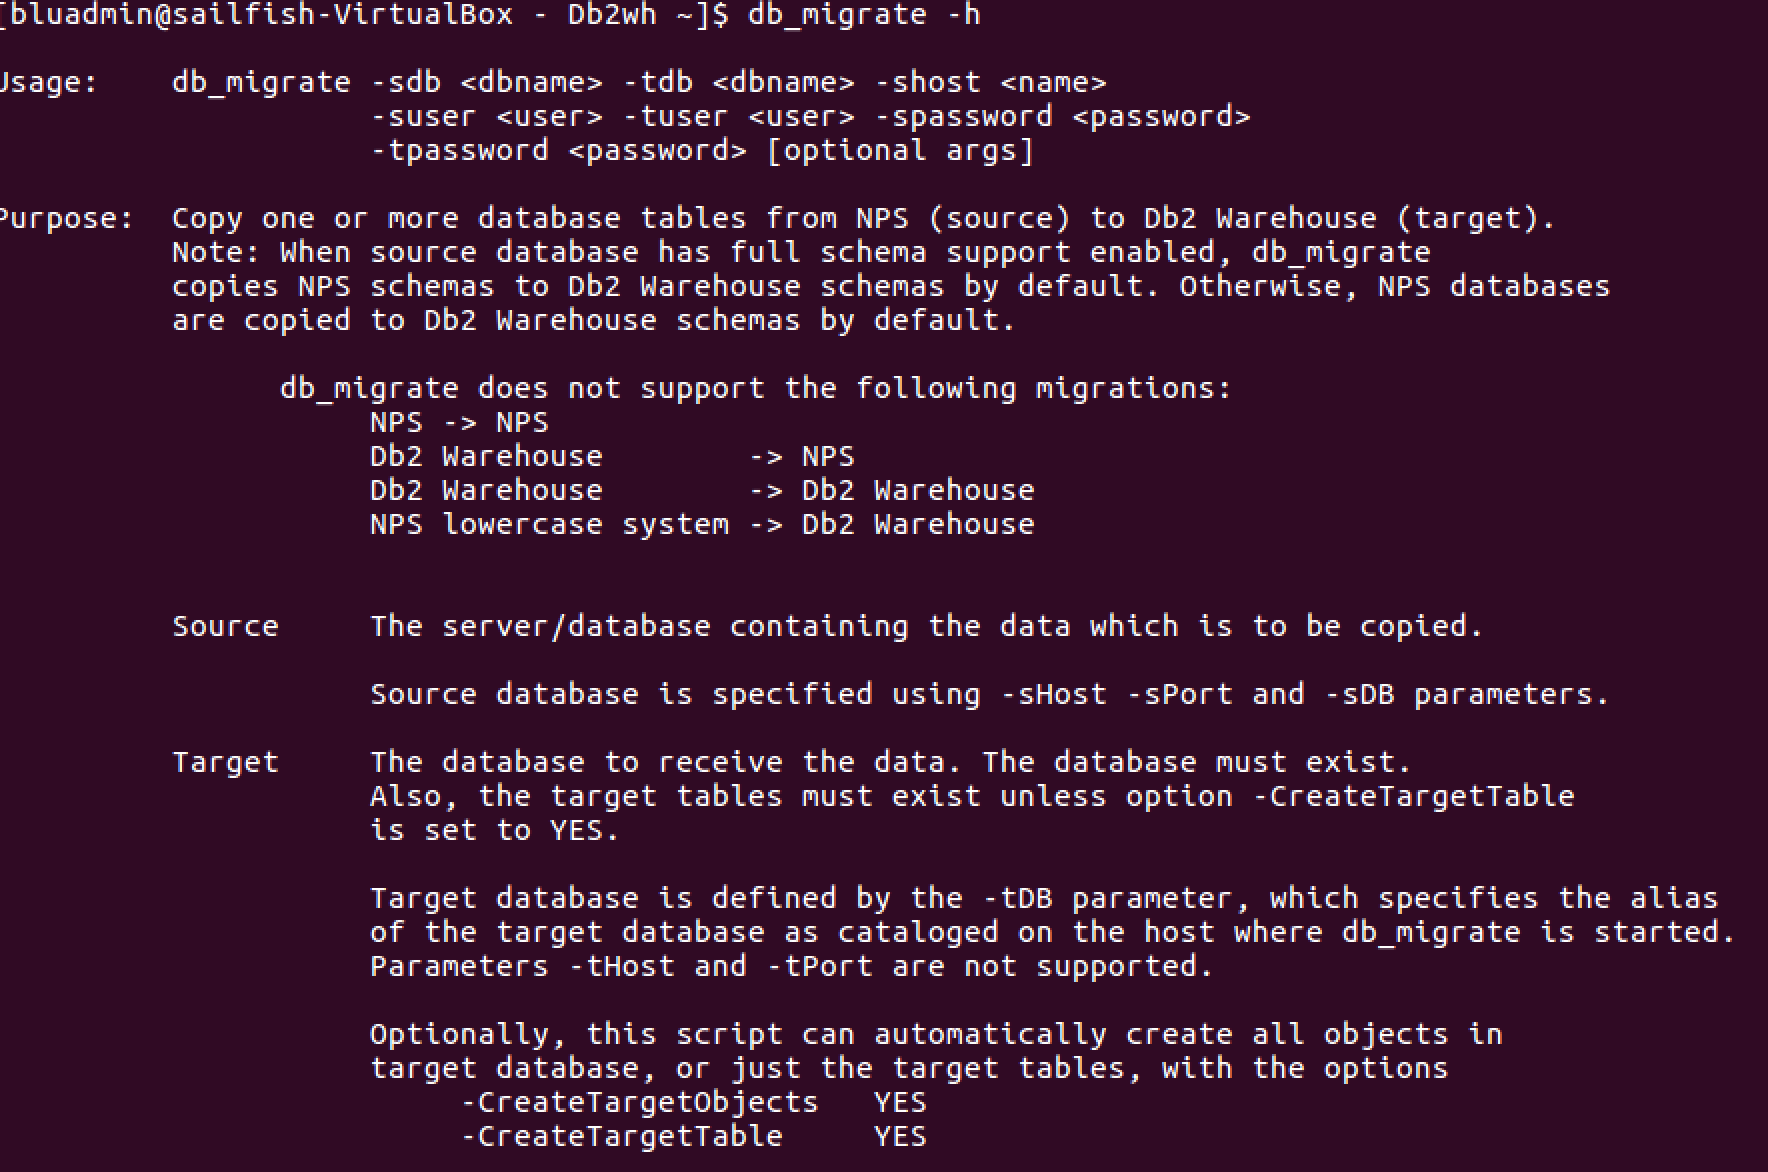 [bluadmin@sailfish-VirtualBox - Db2wh ~]$ db_migrate -h
Usage:    db_migrate -sdb <dbname> -tdb <dbname> -shost <name>
-suser <user> -tuser <user> -spassword <password>
-tpassword <password> [optional args]
Purpose:  Copy one or more database tables from NPS (source) to Db2 Warehouse (target).
Note: When source database has full schema support enabled, db_migrate
copies NPS schemas to Db2 Warehouse schemas by default. Otherwise, NPS databases
are copied to Db2 Warehouse schemas by default.
db_migrate does not support the following migrations:
NPS -> NPS
Db2 Warehouse        -> NPS
Db2 Warehouse        -> Db2 Warehouse
NPS lowercase system -> Db2 Warehouse
Source     The server/database containing the data which is to be copied.
Source database is specified using -sHost -sPort and -sDB parameters.
Target     The database to receive the data. The database must exist.
Also, the target tables must exist unless option -CreateTargetTable
is set to YES.
Target database is defined by the -tDB parameter, which specifies the alias
of the target database as cataloged on the host where db_migrate is started.
Parameters -tHost and -tPort are not supported.
Optionally, this script can automatically create all objects in
target database, or just the target tables, with the options
-CreateTargetObjects   YES
-CreateTargetTable     YES